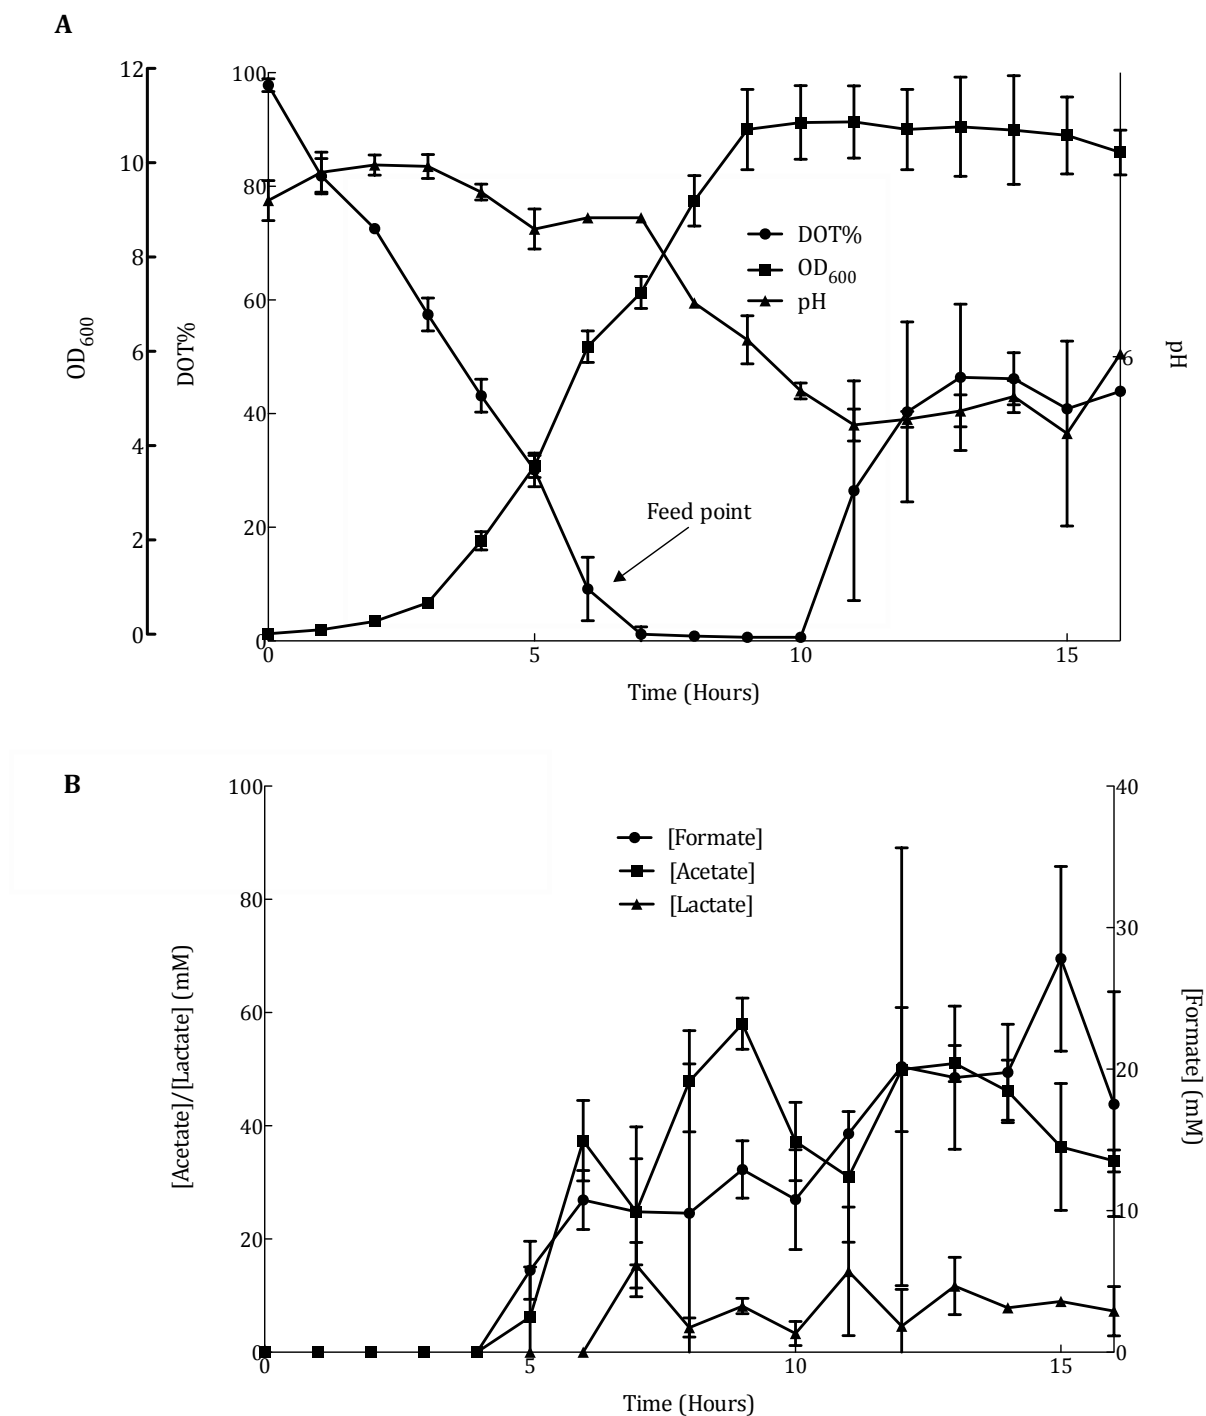 A
12
10
8
6
4
2
0
OD600
100
80
60
40
20
0
DOT%
DOT%
OD600
pH
Feed point
6
pH
0
5
10
15
Time (Hours)
B
100
80
60
40
20
0
[Acetate]/[Lactate] (mM)
[Formate]
[Acetate]
[Lactate]
40
30
20
10
0
[Formate] (mM)
0
5
10
15
Time (Hours)